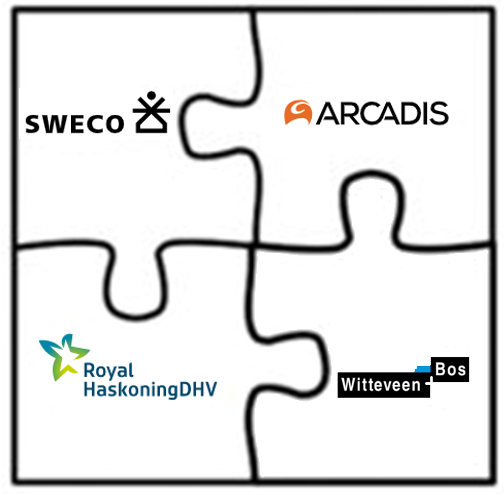 SWECO
ARCADIS
Royal
HaskoningDHV
Bos
Witteveen +